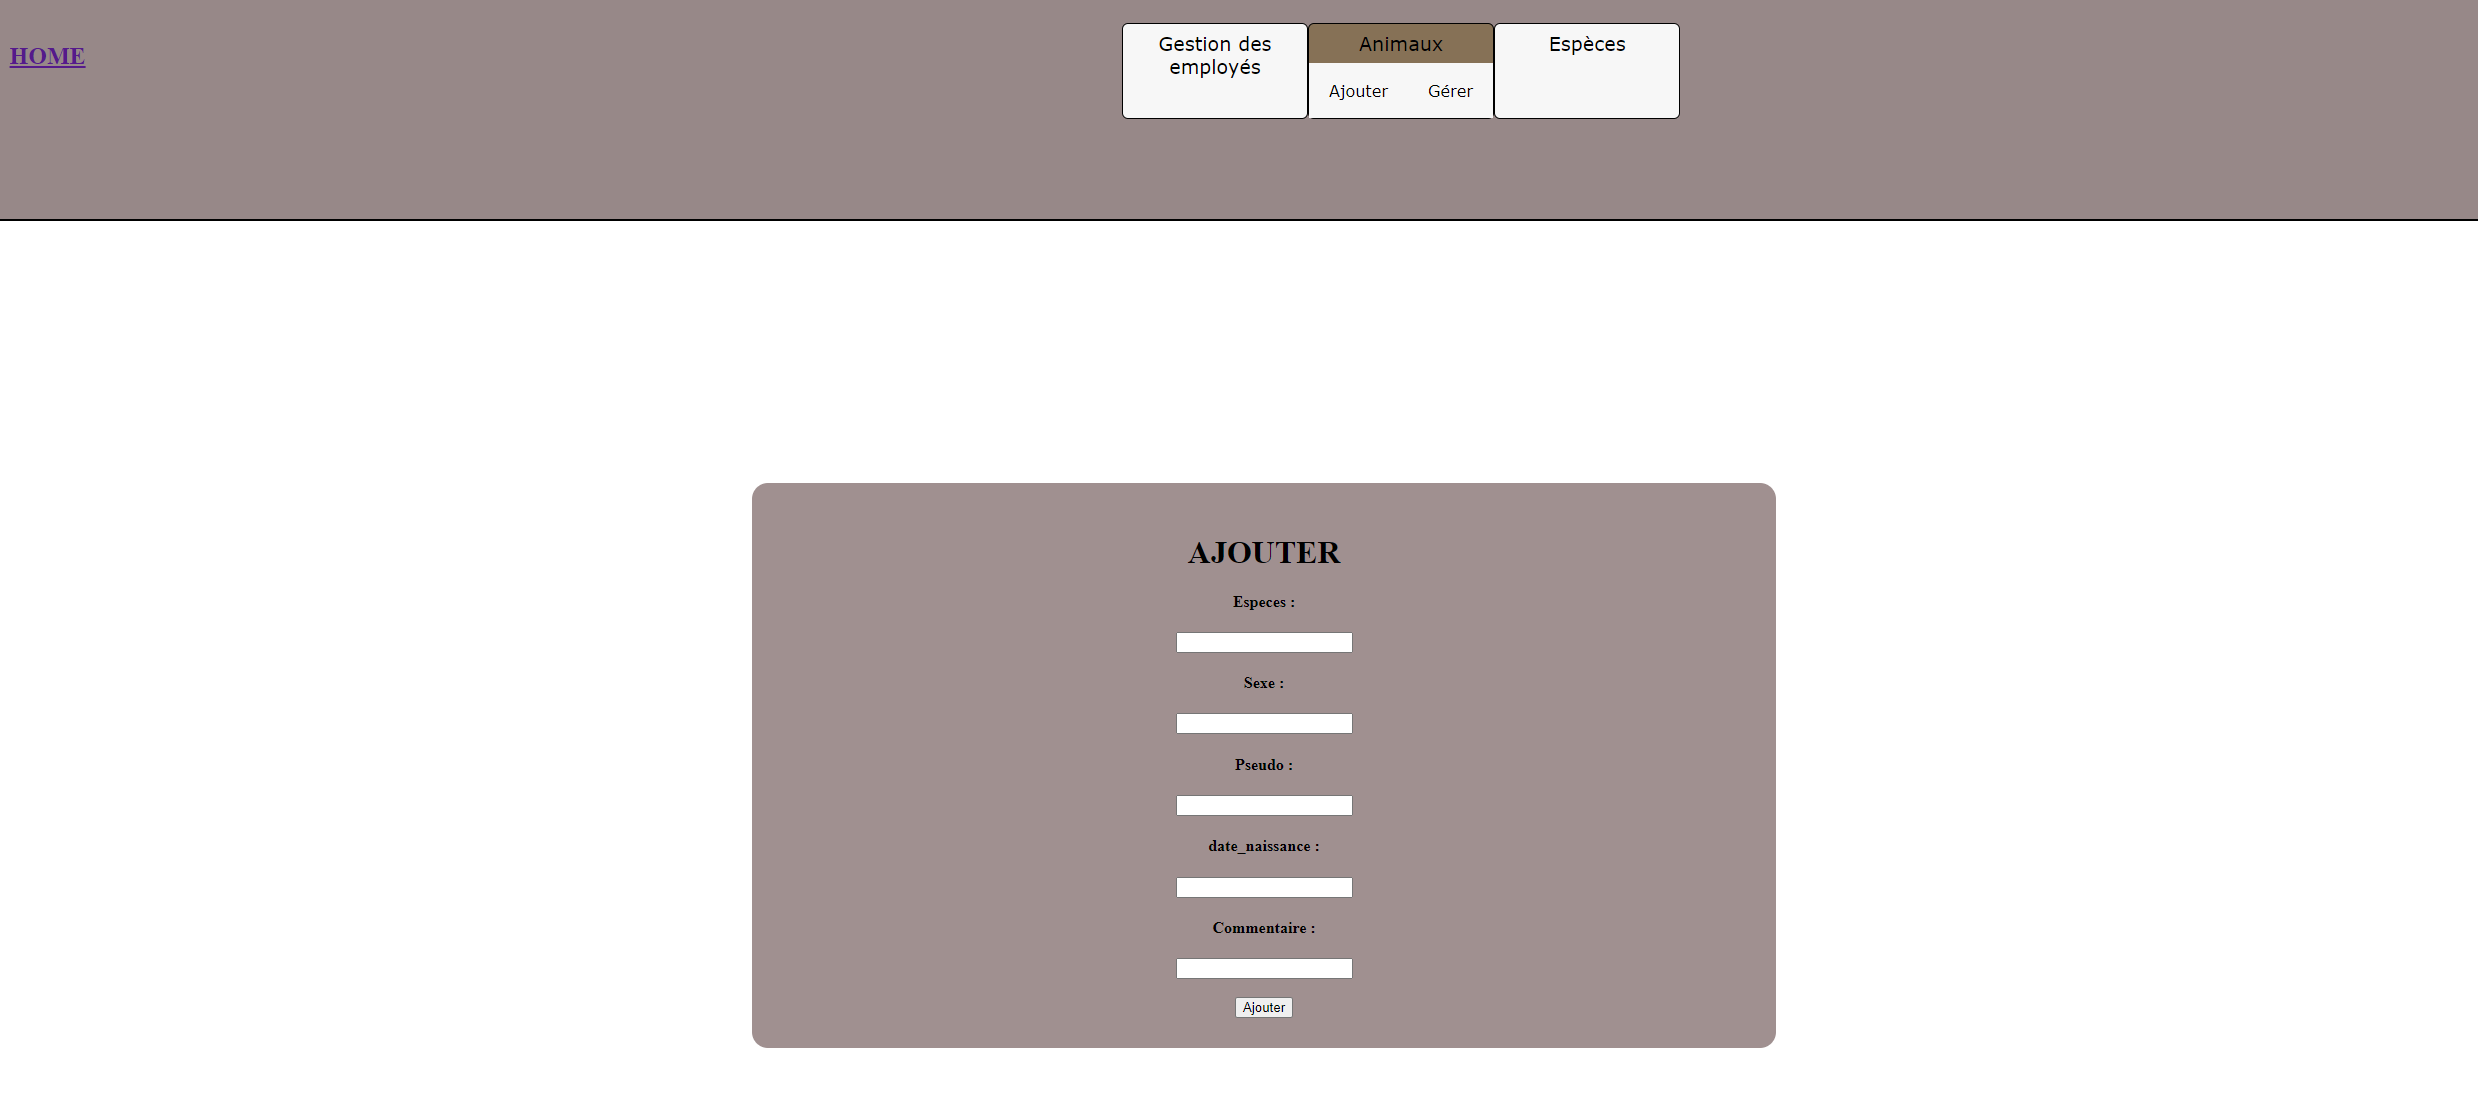 HOME
Gestion des
employés
Animaux
Ajouter Gérer
Espèces
AJOUTER
Especes :
Sexe :
Pseudo :
date_naissance :
Commentaire :
Ajouter